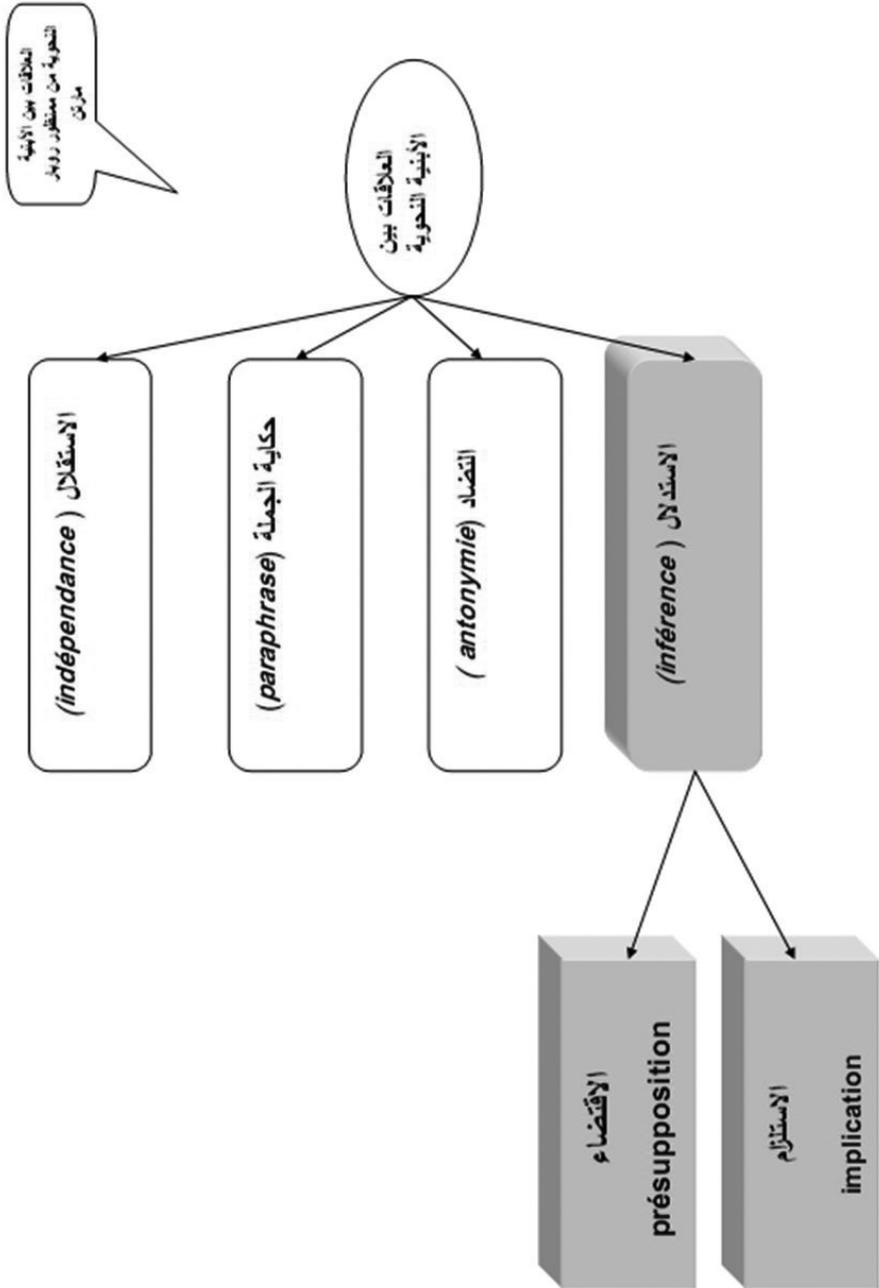 العلاقات بين الأبنية
النحوية من منظور روبار
مارتن
العلاقات بين
الأبنية النحوية
الاستقلال ( indépendance)
حكاية الجملة (paraphrase)
التضاد (antonymie )
الاستدلال ( inférence)
الاقتضاء
présupposition
الاستلزام
implication